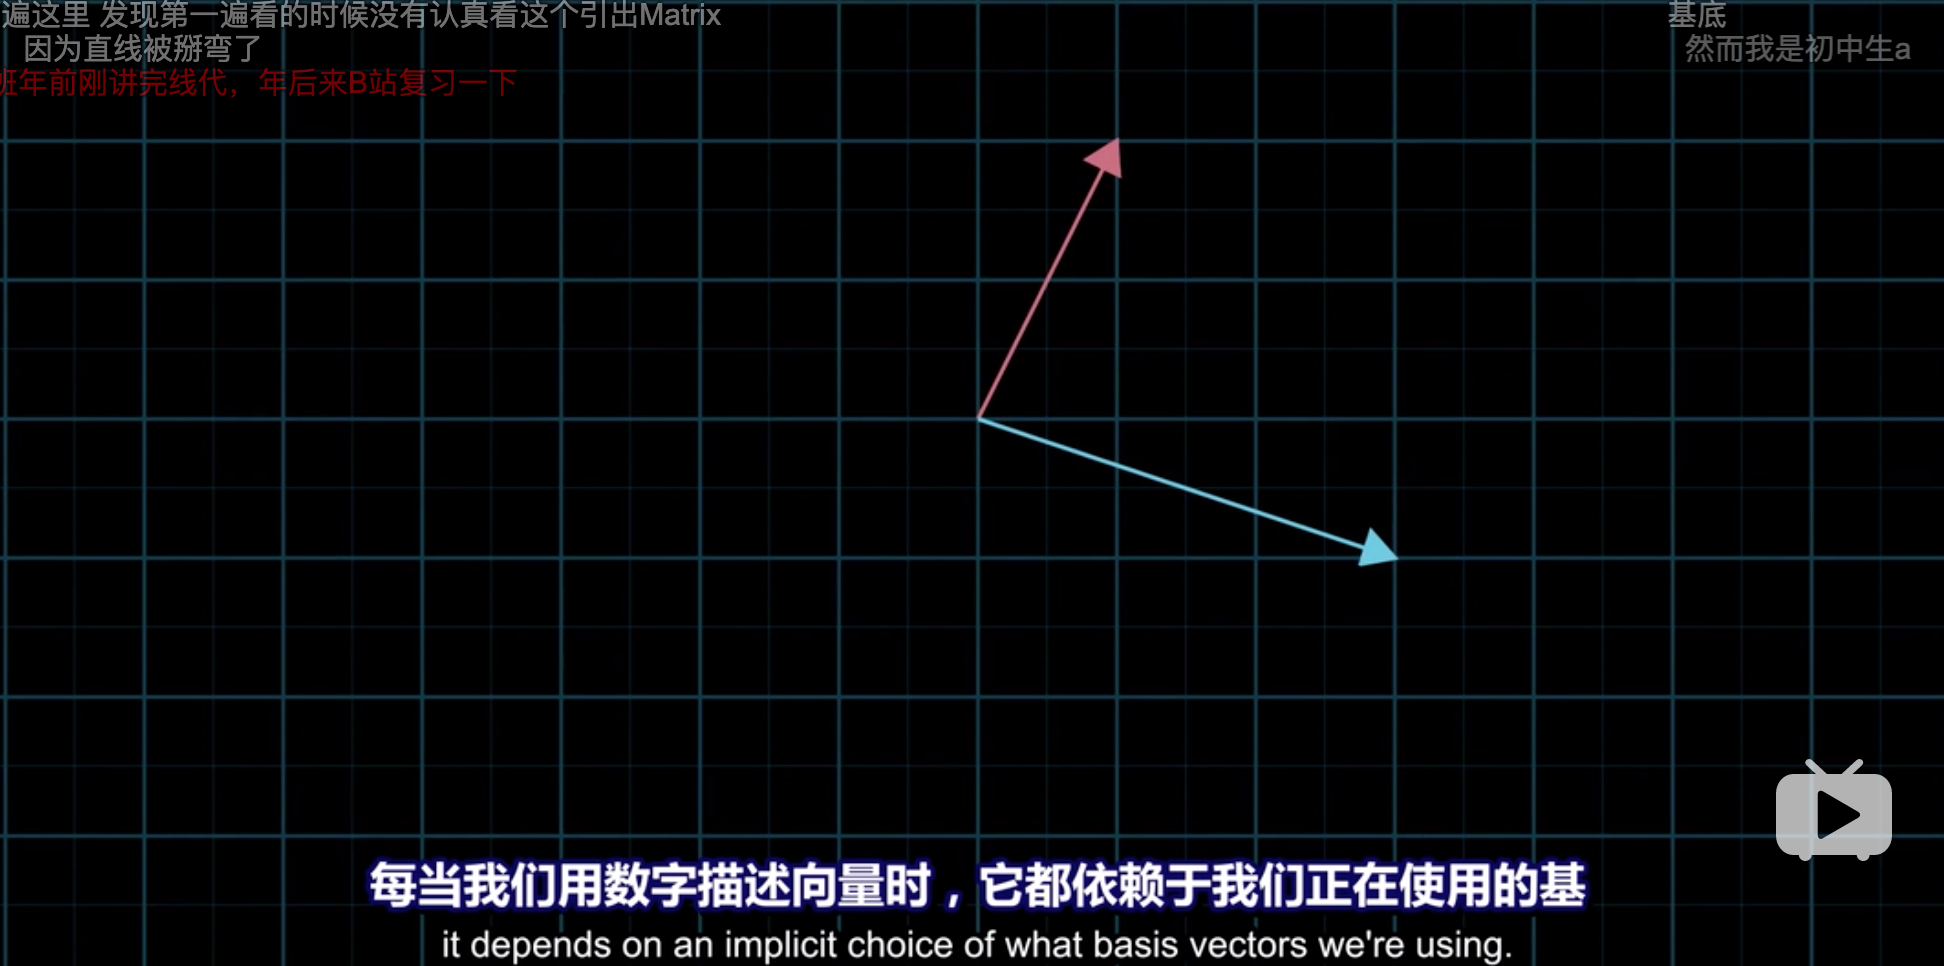 遍这里 发现第一遍看的时候没有认真看这个引出Matrix
基底
因为直线被掰弯了
然而我是初中生a
班年前刚讲完线代，年后来B站复习一下
每当我们用数字描述向量时，它都依赖于我们正在使用的基
it depends on an implicit choice of what basis vectors we're using.